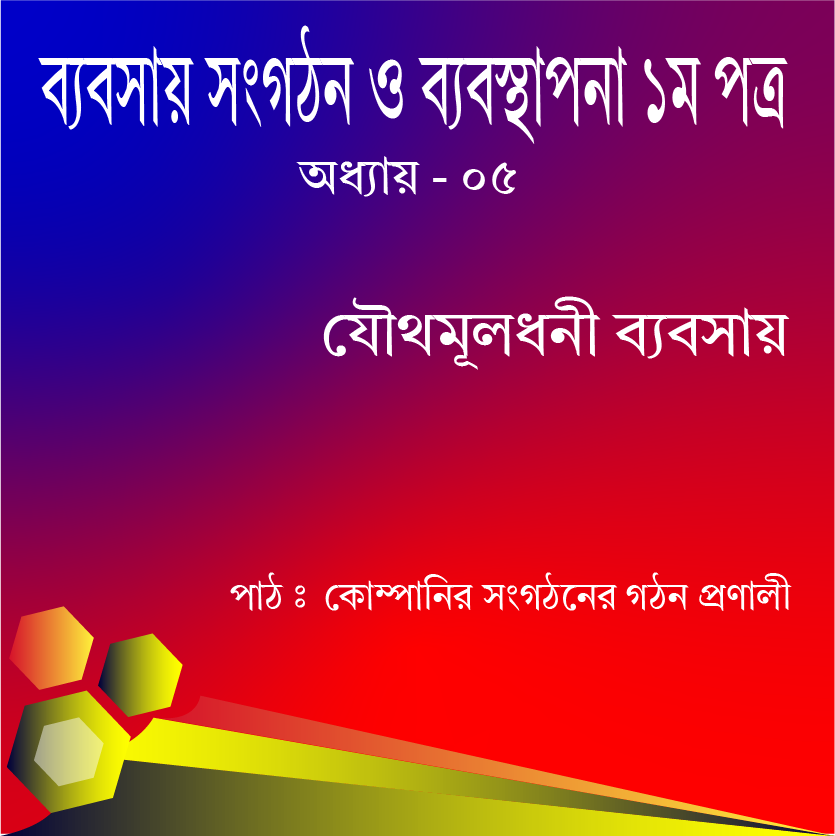 ব্যবসায় সংগঠন ও ব্যবস্থাপনা ১ম পত্র
অধ্যায় - ০৫
যৌথমূলধনী ব্যবসায়
পাঠ ঃ কোম্পানির সংগঠনের গঠন প্রণালী